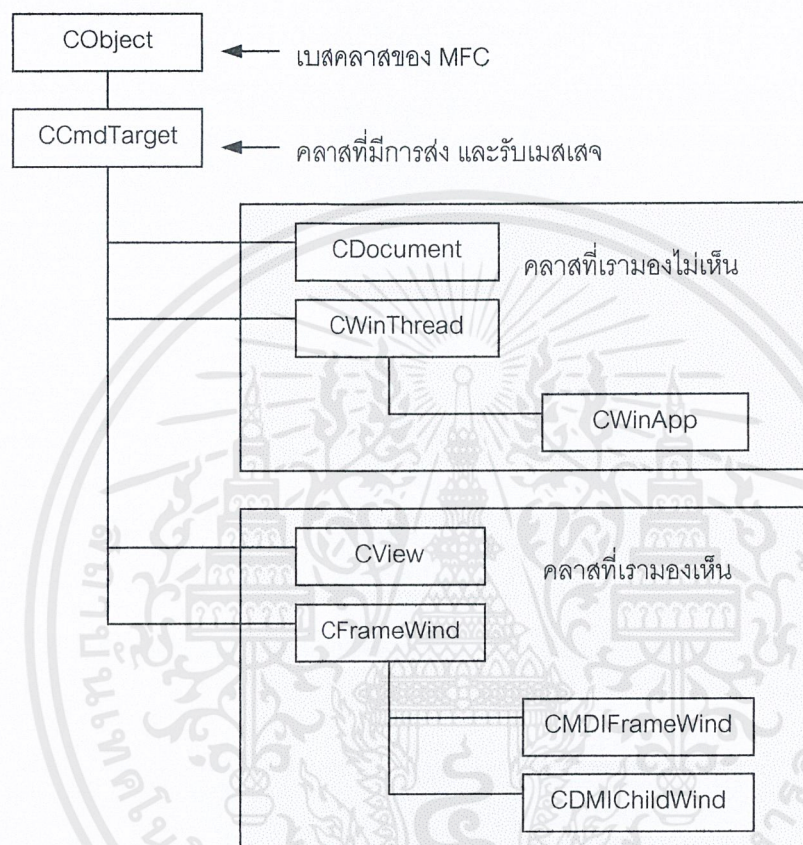 CObject
เบสคลาสของ MFC
CCmdTarget
คลาสที่มีการส่ง และรับเมสเสจ
CDocument
คลาสที่เรามองไม่เห็น
CWinThread
CWinApp
CView
คลาสที่เรามองเห็น
CFrameWind
CMDIFrameWind
CDMIChildWind